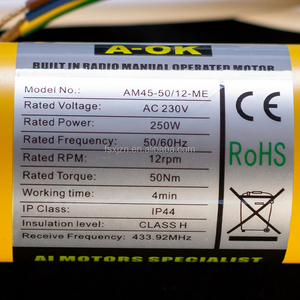 A-OK
BUILT IN RADIO MANUAL OPERATED MOTOR
Model No.: AM45-50/12-ME
Rated Voltage: AC 230V
Rated Power: 250W
Rated Frequency: 50/60Hz
Rated RPM: 12rpm
Rated Torque: 50Nm
Working time: 4min
IP Class: IP44
Insulation level: CLASS H
Receive Frequency: 433.92MHz
CE
RoHS
AI MOTORS SPECIALIST